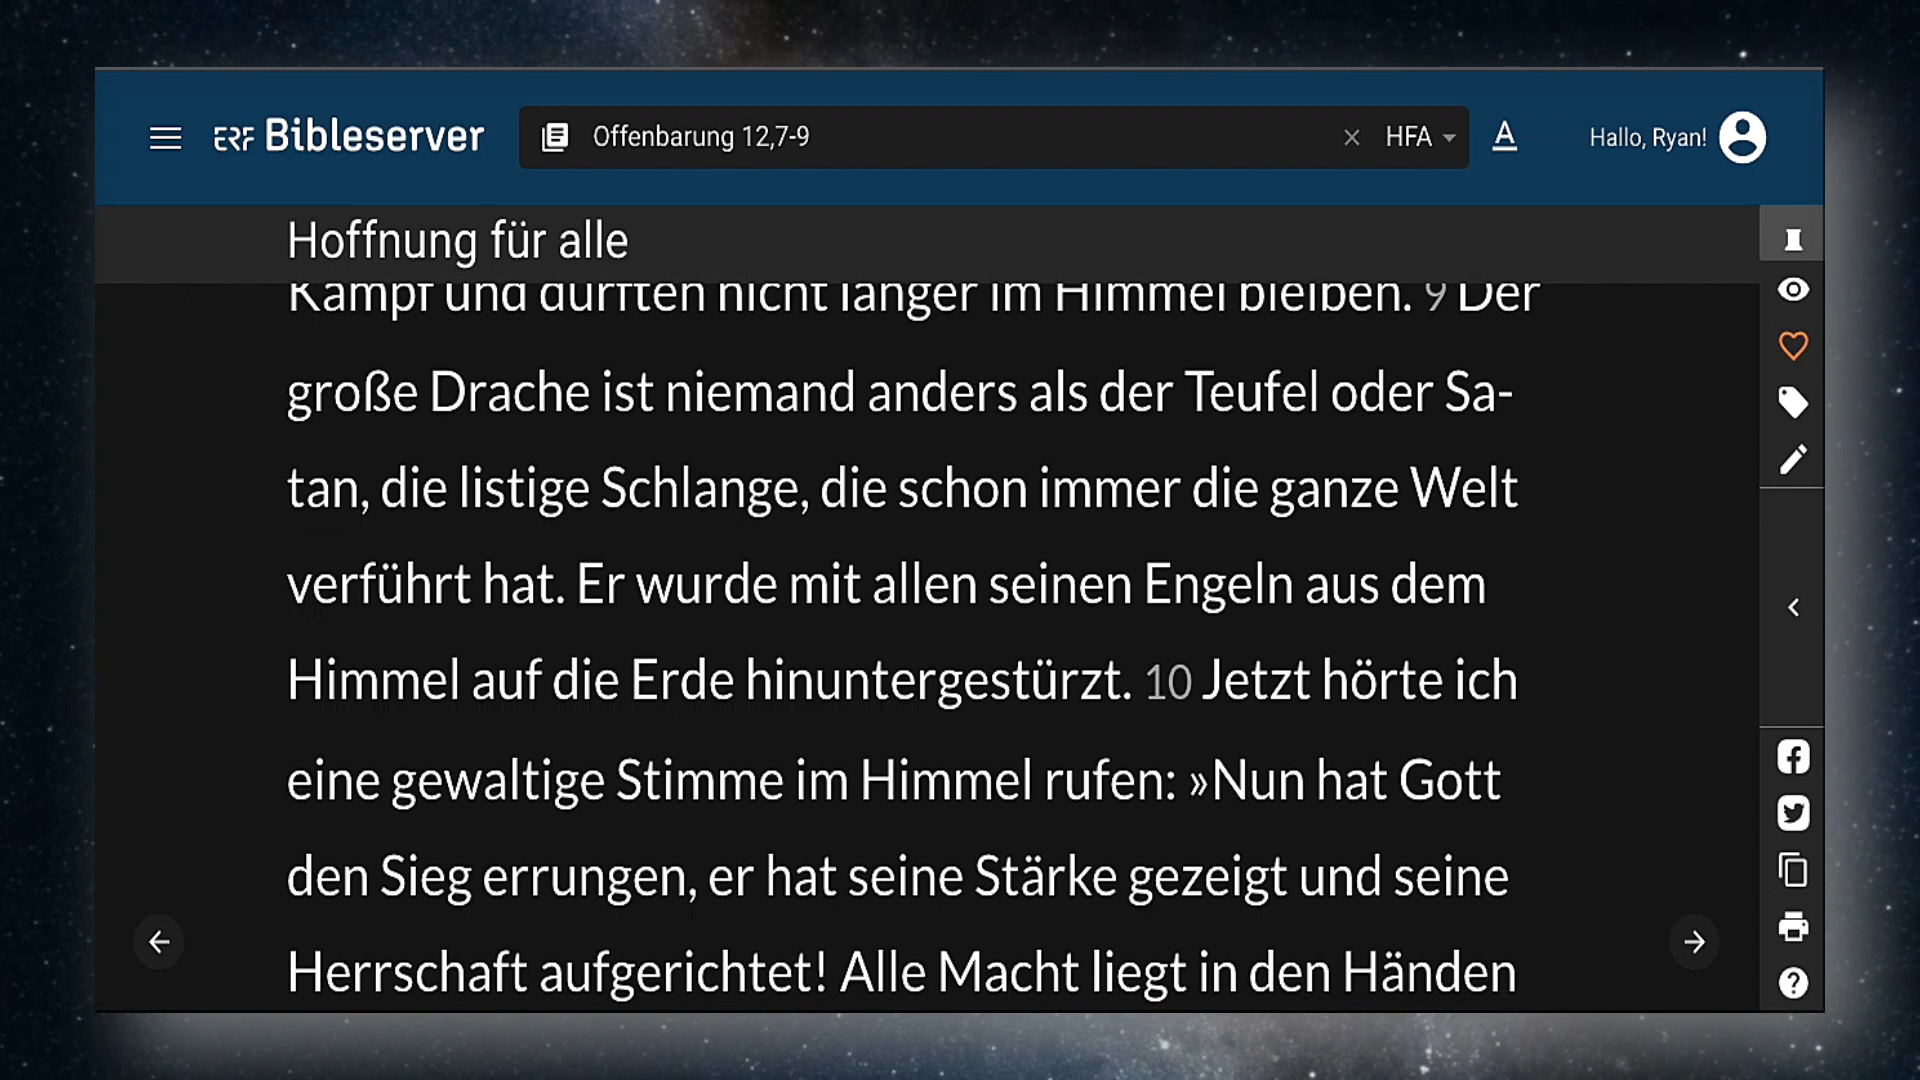 ERF Bibleserver
Offenbarung 12,7-9
HFA
A
Hallo, Ryan!
Hoffnung für alle
Kampf und durften nicht länger im Himmel bleiben. 9 Der
große Drache ist niemand anders als der Teufel oder Sa-
tan, die listige Schlange, die schon immer die ganze Welt
verführt hat. Er wurde mit allen seinen Engeln aus dem
Himmel auf die Erde hinuntergestürzt. 10 Jetzt hörte ich
eine gewaltige Stimme im Himmel rufen: »Nun hat Gott
den Sieg errungen, er hat seine Stärke gezeigt und seine
Herrschaft aufgerichtet! Alle Macht liegt in den Händen